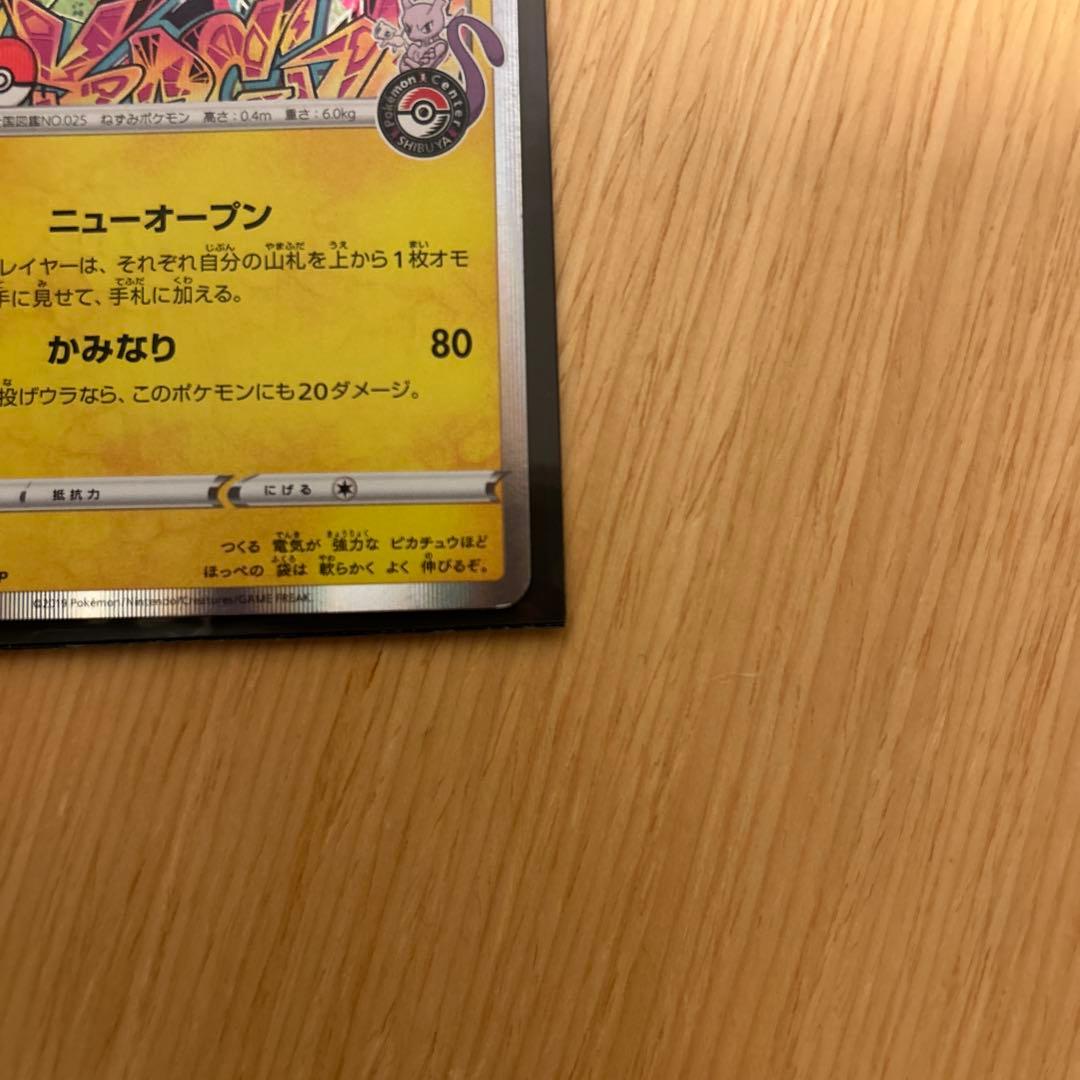 国図鑑NO.025 ねずみポケモン 高さ:0.4m 重さ:6.0kg
Pokémon Center
SHIBUYA
ニューオープン
レイヤーは、それぞれ自分の山札を上から1枚オモ
手に見せて、手札に加える。
かみなり 80
投げウラなら、このポケモンにも20ダメージ。
抵抗力 にげる
つくる 電気が 強力な ピカチュウほど
ほっぺの 袋は 軟らかく よく 伸びるぞ。
P
©2019 Pokémon/Nintendo/Creatures/GAME FREAK.